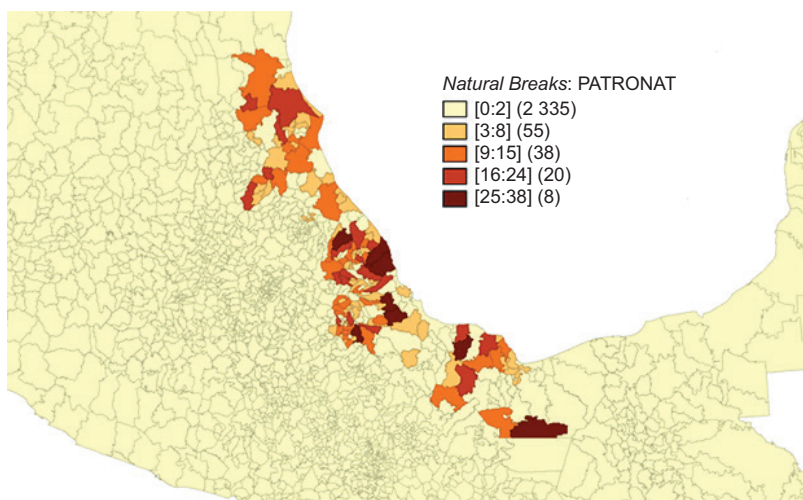 Natural Breaks: PATRONAT
[0:2] (2 335)
[3:8] (55)
[9:15] (38)
[16:24] (20)
[25:38] (8)